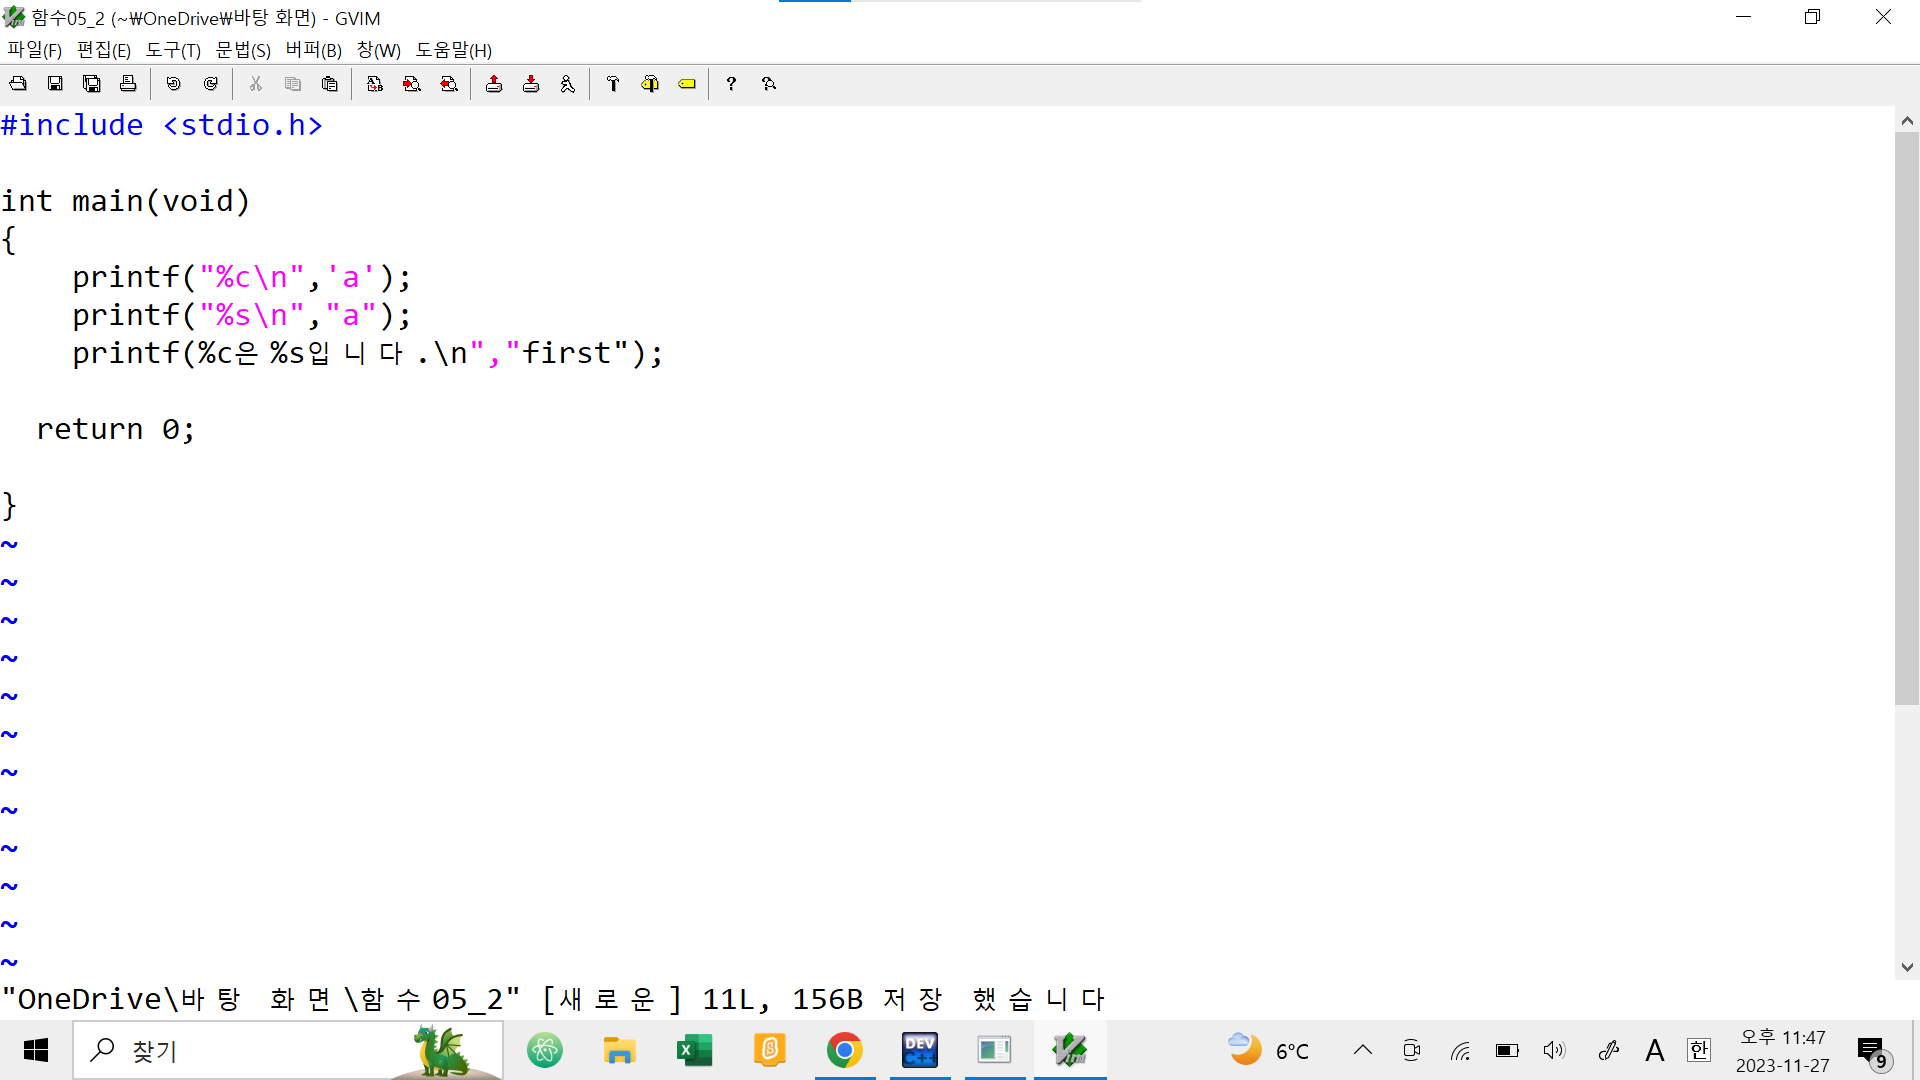 함수05_2 (~₩OneDrive₩바탕 화면) - GVIM
파일(F) 편집(E) 도구(T) 문법(S) 버퍼(B) 창(W) 도움말(H)
#include <stdio.h>
int main(void)
{
printf("%c\n",'a');
printf("%s\n","a");
printf(%c은 %s입니다.\n","first");
return 0;
}
~
~
~
~
~
~
~
~
~
~
~
~
"OneDrive\바탕 화면\함수05_2" [새로운] 11L, 156B 저장 했습니다
찾기
DEV C++
6°C
A
한
오후 11:47
2023-11-27
9